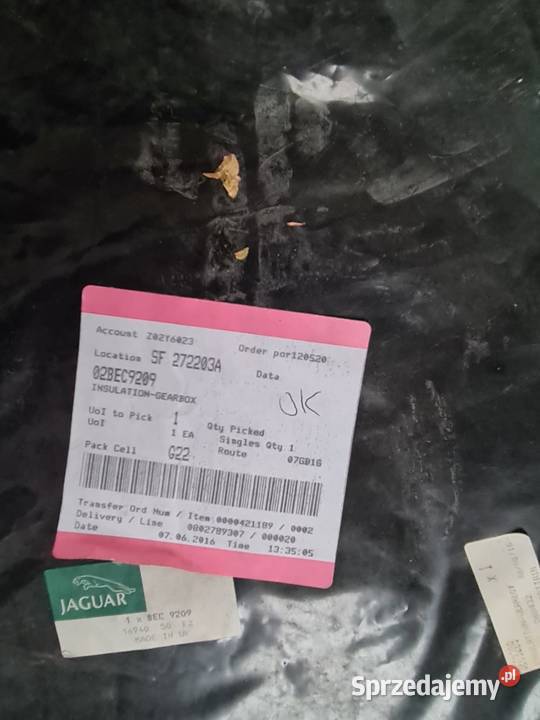 Account Z02Y6023
Order por120520
Location SF 272203A
Data
02BEC9209
INSULATION-GEARBOX
OK
UoI to Pick 1
Qty Picked
UoI 1 EA
Singles Qty 1
Pack Cell G22
Route 07GB1G
Transfer Ord Num / Item 0000421189 / 0002
Delivery / Line 0802789307 / 000020
Date 07.06.2016 Time 13:35:05
JAGUAR
1 x BEC 9209
MADE IN UK
x 1
Sprzedajemy.pl